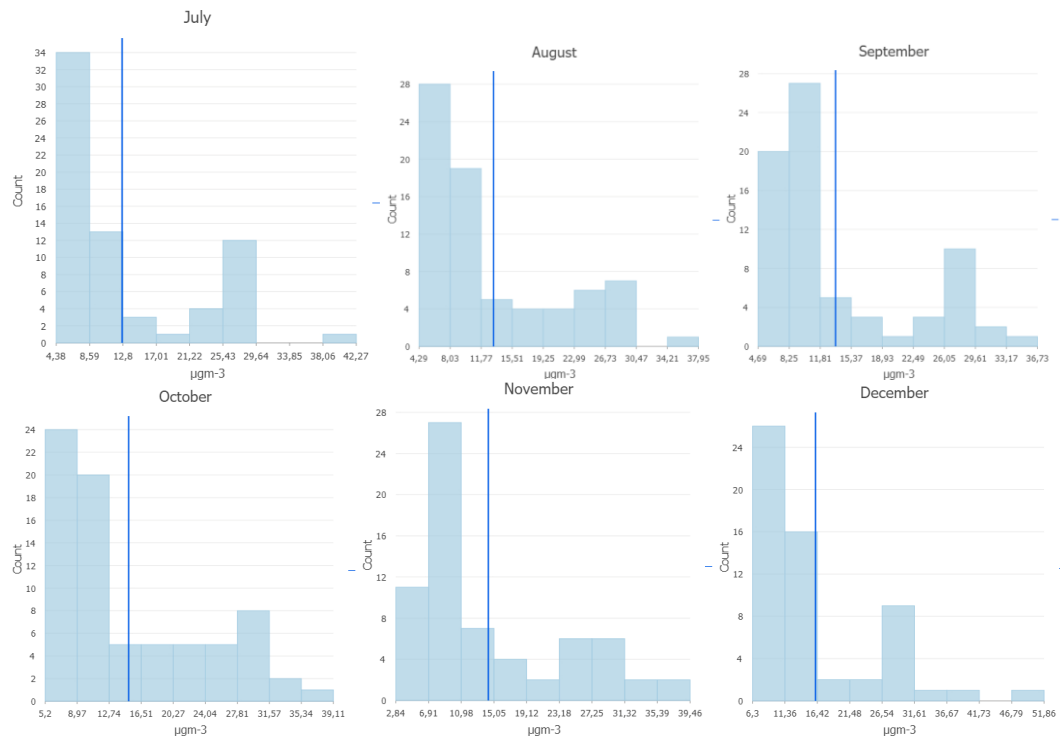 July
34
32
30
28
26
24
22
20
18
16
14
12
10
8
6
4
2
0
Count
4,38 8,59 12,8 17,01 21,22 25,43 29,64 33,85 38,06 42,27
µgm-3
August
28
24
20
16
12
8
4
0
Count
4,29 8,03 11,77 15,51 19,25 22,99 26,73 30,47 34,21 37,95
µgm-3
September
28
24
20
16
12
8
4
0
Count
4,69 8,25 11,81 15,37 18,93 22,49 26,05 29,61 33,17 36,73
µgm-3
October
24
22
20
18
16
14
12
10
8
6
4
2
0
Count
5,2 8,97 12,74 16,51 20,27 24,04 27,81 31,57 35,34 39,11
µgm-3
November
28
24
20
16
12
8
4
0
Count
2,84 6,91 10,98 15,05 19,12 23,18 27,25 31,32 35,39 39,46
µgm-3
December
24
20
16
12
8
4
0
Count
6,3 11,36 16,42 21,48 26,54 31,61 36,67 41,73 46,79 51,86
µgm-3